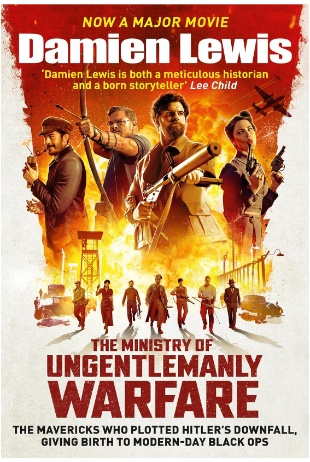 NOW A MAJOR MOVIE
Damien Lewis
‘Damien Lewis is both a meticulous historian
and a born storyteller’ Lee Child
THE MINISTRY OF
UNGENTLEMANLY
WARFARE
THE MAVERICKS WHO PLOTTED HITLER’S DOWNFALL,
GIVING BIRTH TO MODERN-DAY BLACK OPS